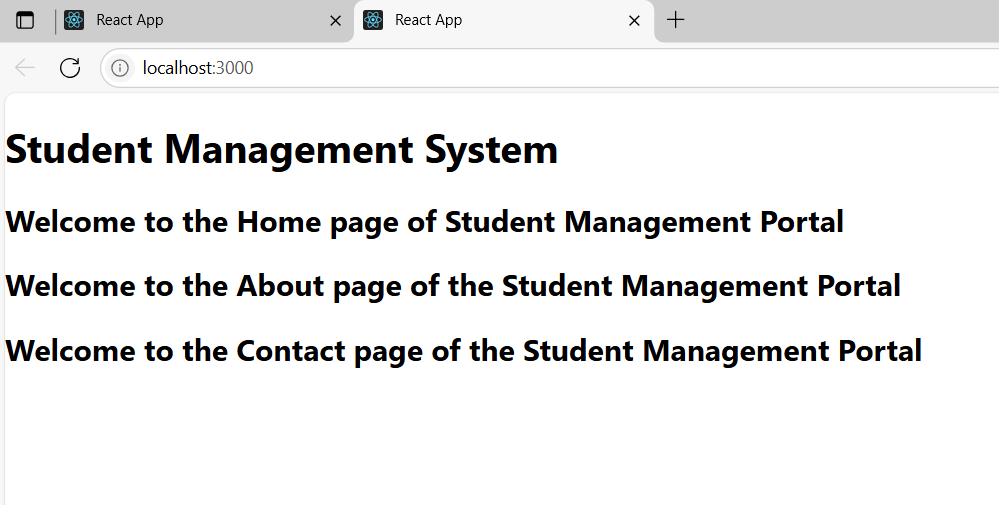 React App
React App
localhost:3000
Student Management System
Welcome to the Home page of Student Management Portal
Welcome to the About page of the Student Management Portal
Welcome to the Contact page of the Student Management Portal